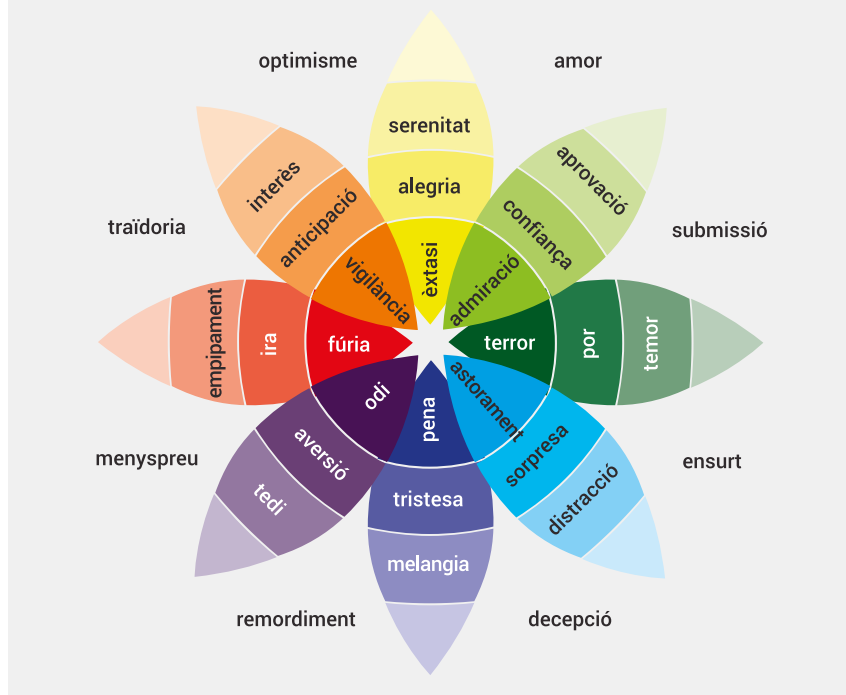 optimisme
amor
serenitat
alegria
èxtasi
interès
anticipació
vigilància
aprovació
confiança
admiració
traïdoria
submissió
empipament
ira
fúria
terror
por
temor
odi
aversió
tedi
pena
tristesa
melangia
astorament
sorpresa
distracció
menyspreu
ensurt
remordiment
decepció